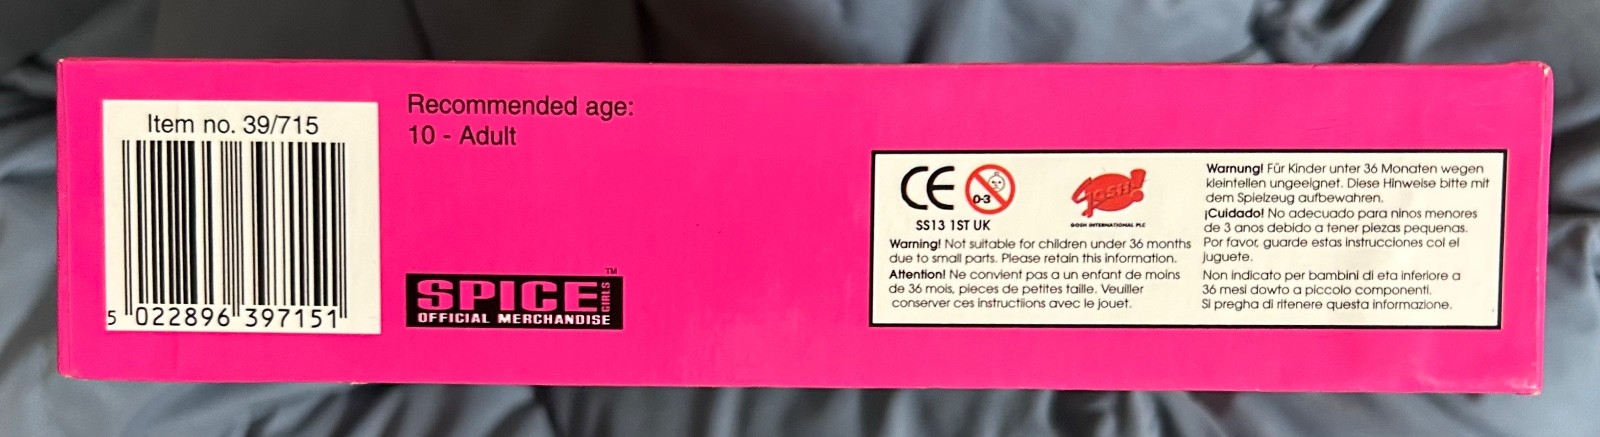 Item no. 39/715
5 022896 397151
Recommended age:
10 - Adult
SPICE GIRLS ™
OFFICIAL MERCHANDISE
CE
0-3
SS13 1ST UK
GOSH!
GOSH INTERNATIONAL PLC
Warning! Not suitable for children under 36 months
due to small parts. Please retain this information.
Attention! Ne convient pas a un enfant de moins
de 36 mois, pieces de petites taille. Veuiller
conserver ces instructiions avec le jouet.
Warnung! Für Kinder unter 36 Monaten wegen
kleintellen ungeeignet. Diese Hinweise bitte mit
dem Spielzeug aufbewahren.
¡Cuidado! No adecuado para ninos menores
de 3 anos debido a tener piezas pequenas.
Por favor, guarde estas instrucciones col el
juguete.
Non indicato per bambini di eta inferiore a
36 mesi dowto a piccolo componenti.
Si pregha di ritenere questa informazione.